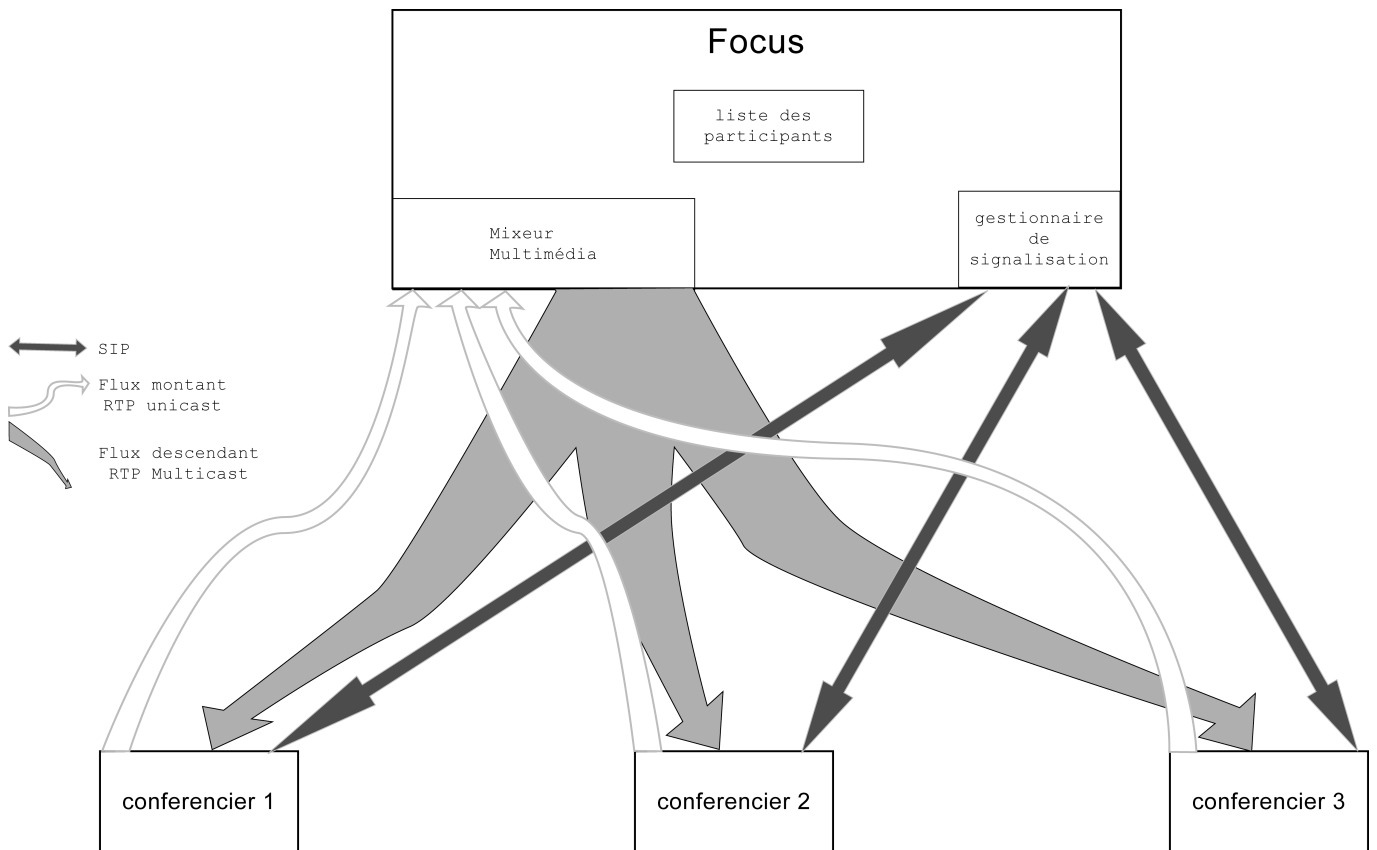 Focus
liste des
participants
Mixeur
Multimédia
gestionnaire
de
signalisation
SIP
Flux montant
RTP unicast
Flux descendant
RTP Multicast
conferencier 1
conferencier 2
conferencier 3